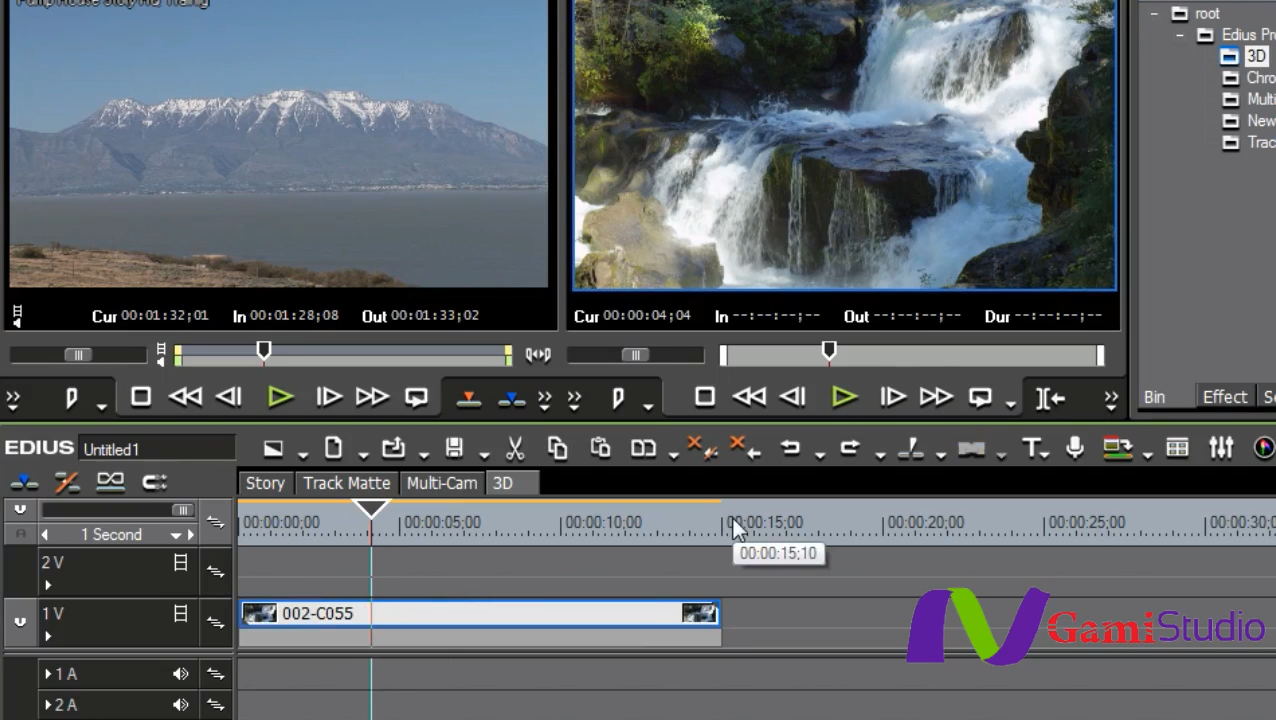 root
Edius Pr
3D
Chro
Multi
New
Trac
Cur 00:01:32;01 In 00:01:28;08 Out 00:01:33;02
Cur 00:00:04;04 In --:--:--;-- Out --:--:--;-- Dur --:--:--;--
Bin Effect Se
EDIUS Untitled1
Story Track Matte Multi-Cam 3D
00:00:00;00 00:00:05;00 00:00:10;00 00:00:15;00 00:00:20;00 00:00:25;00 00:00:30;0
1 Second
00:00:15;10
2 V
1 V 002-C055
GamiStudio
1 A
2 A